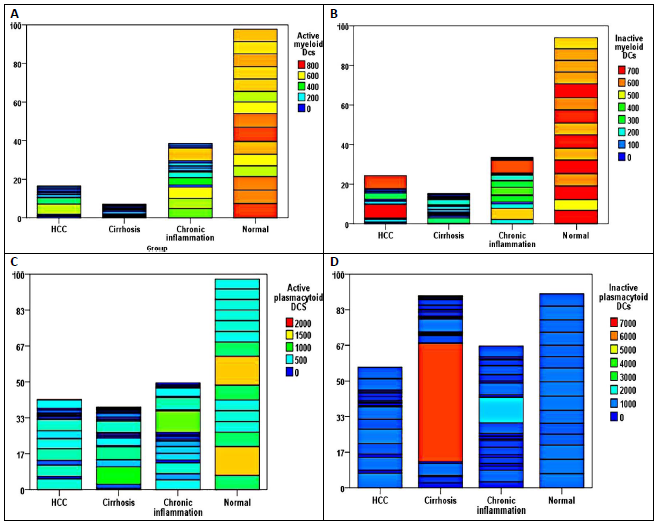 A
100
80
60
40
20
0
HCC
Cirrhosis
Chronic
inflammation
Normal
Group
Active
myeloid
Dcs
800
600
400
200
0
B
100
80
60
40
20
0
HCC
Cirrhosis
Chronic
inflammation
Normal
Inactive
myeloid
DCs
700
600
500
400
300
200
100
0
C
100
83
67
50
33
17
0
HCC
Cirrhosis
Chronic
inflammation
Normal
Active
plasmacytoid
DCS
2000
1500
1000
500
0
D
100
83
67
50
33
17
0
HCC
Cirrhosis
Chronic
inflammation
Normal
Inactive
plasmacytoid
DCs
7000
6000
5000
4000
3000
2000
1000
0